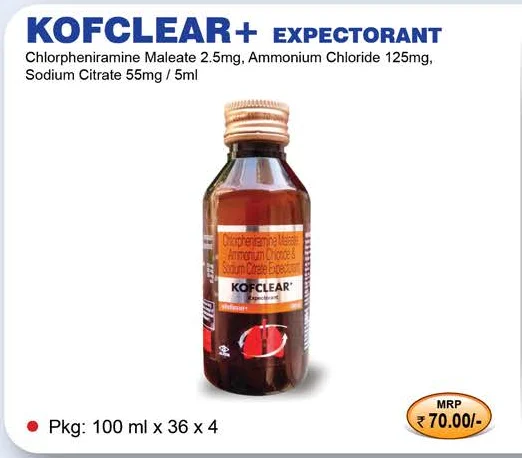 KOFCLEAR+ EXPECTORANT
Chlorpheniramine Maleate 2.5mg, Ammonium Chloride 125mg,
Sodium Citrate 55mg / 5ml
Chlorpheniramine Maleate
Ammonium Chloride &
Sodium Citrate Expectorant
KOFCLEAR+
Expectorant
Pkg: 100 ml x 36 x 4
MRP
₹ 70.00/-